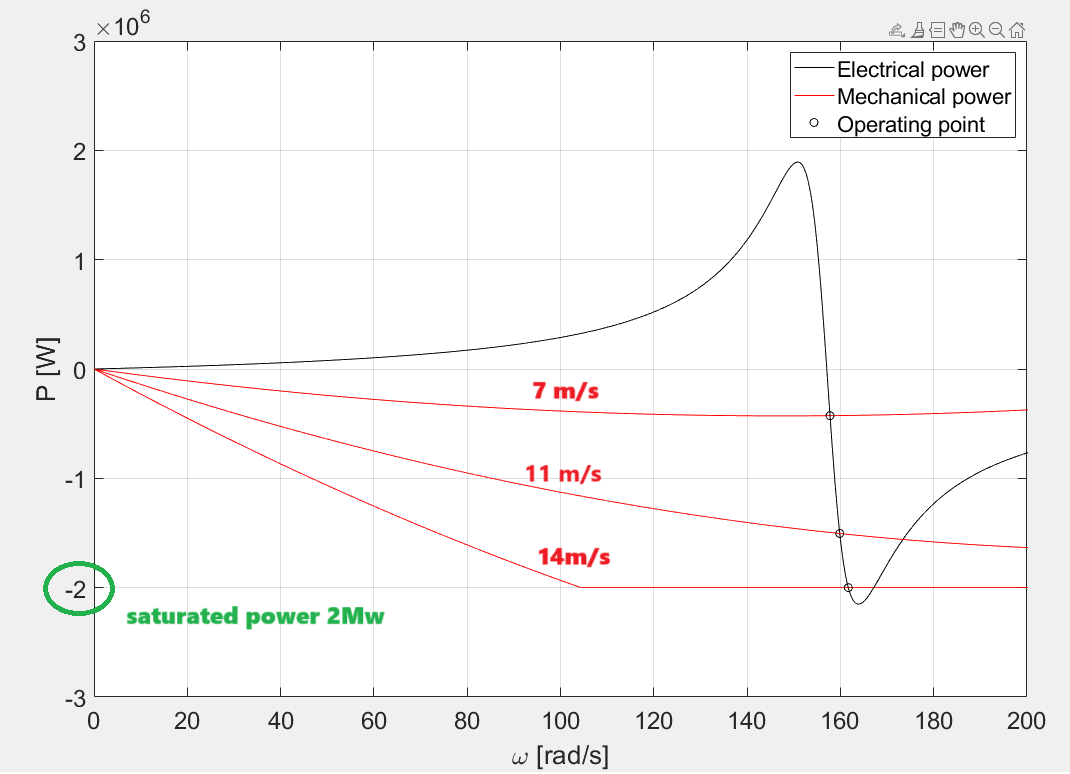 ×10^6
3
2
1
0
-1
-2
-3
P [W]
Electrical power
Mechanical power
Operating point
7 m/s
11 m/s
14m/s
saturated power 2Mw
0 20 40 60 80 100 120 140 160 180 200
ω [rad/s]